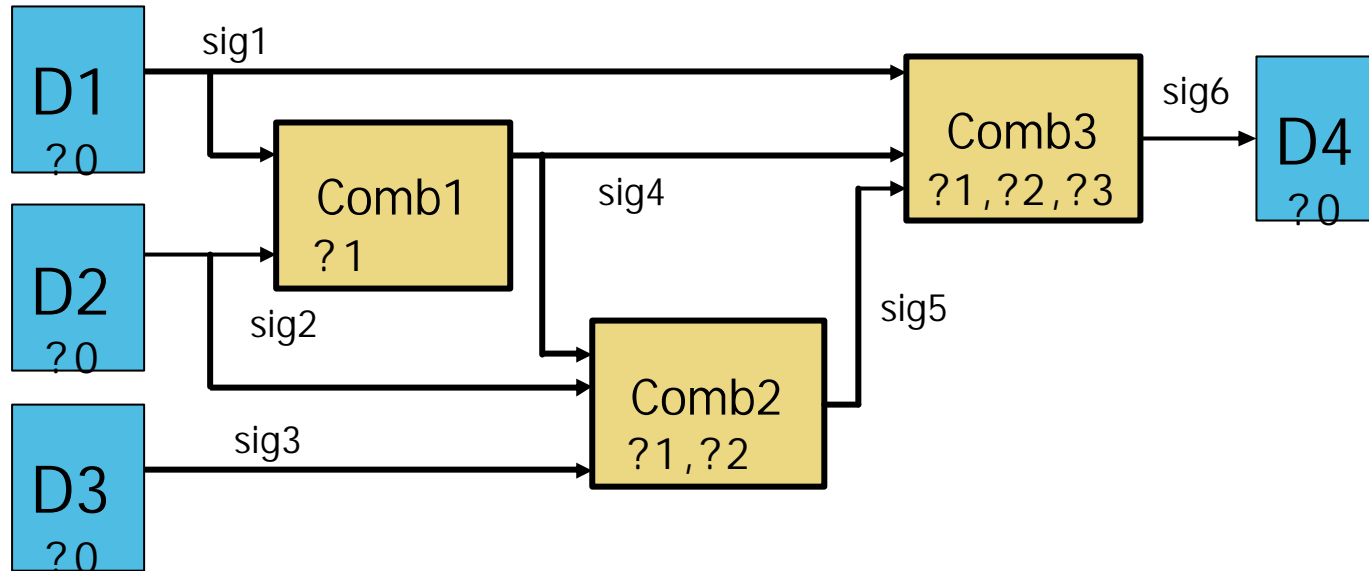 D1
?0
sig1
Comb1
?1
sig4
Comb3
?1,?2,?3
sig6
D4
?0
D2
?0
sig2
sig5
Comb2
?1,?2
D3
?0
sig3